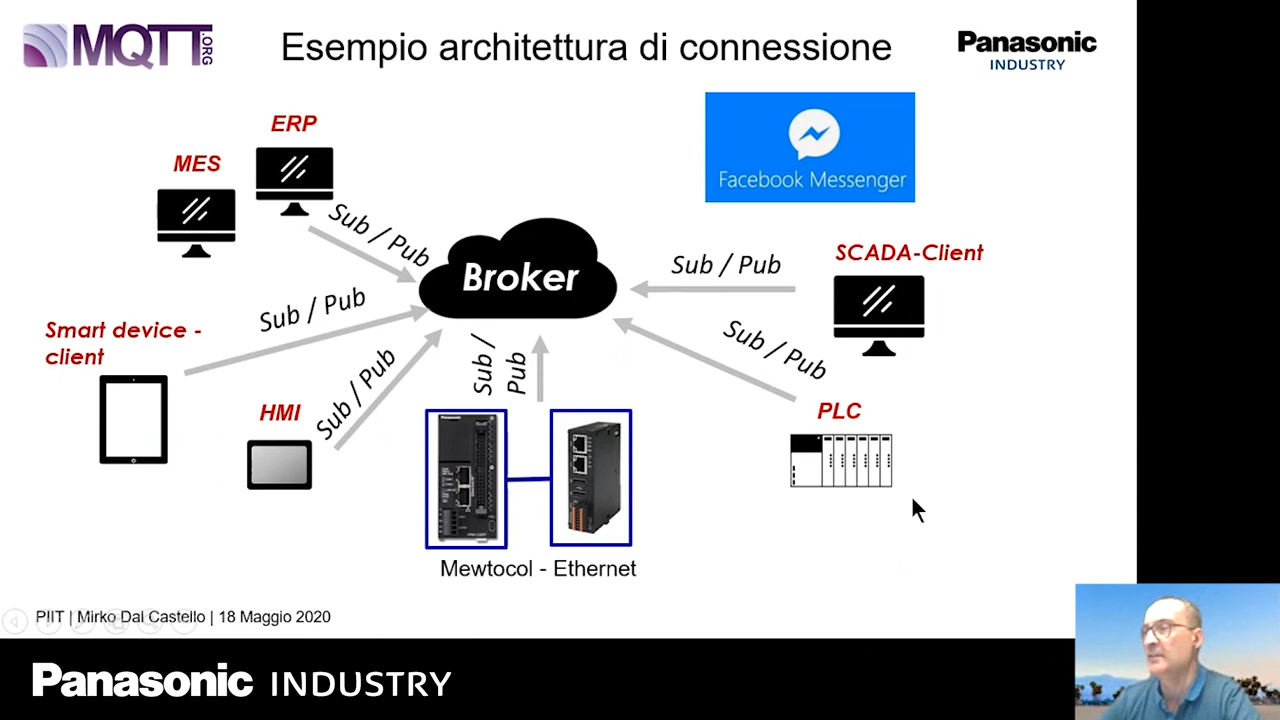 MQTT.ORG
Esempio architettura di connessione
Panasonic
INDUSTRY
ERP
MES
Facebook Messenger
Sub / Pub
Broker
SCADA-Client
Sub / Pub
Sub / Pub
Smart device -
client
Sub /
Pub
Sub / Pub
HMI
Sub / Pub
PLC
Panasonic
Mewtocol - Ethernet
PIIT | Mirko Dal Castello | 18 Maggio 2020
Panasonic INDUSTRY